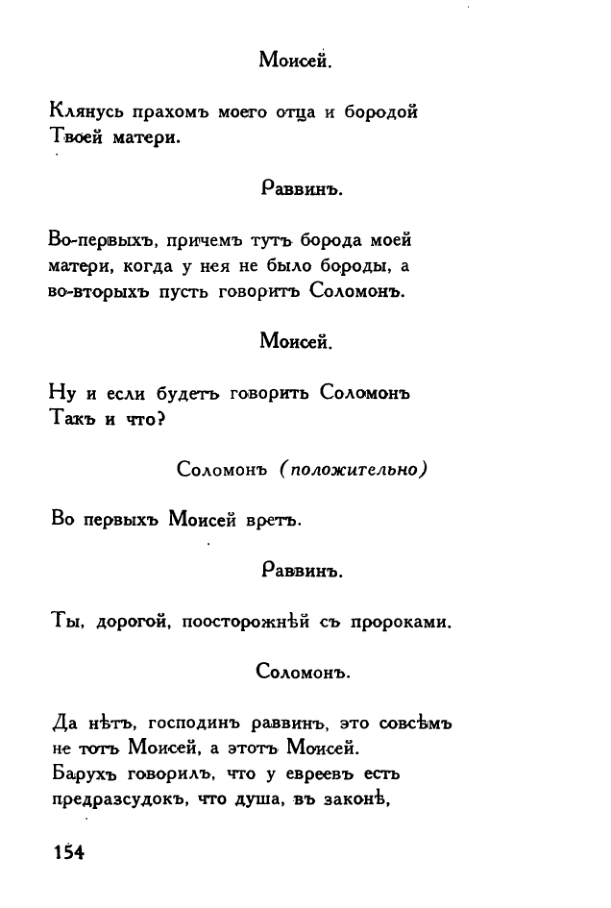 Моисей.
Клянусь прахомъ моего отца и бородой
Твоей матери.
Раввинъ.
Во-первыхъ, причемъ тутъ борода моей
матери, когда у нея не было бороды, а
во-вторыхъ пусть говоритъ Соломонъ.
Моисей.
Ну и если будетъ говорить Соломонъ
Такъ и что?
Соломонъ (положительно)
Во первыхъ Моисей вретъ.
Раввинъ.
Ты, дорогой, поосторожнѣй съ пророками.
Соломонъ.
Да нѣтъ, господинъ раввинъ, это совсѣмъ
не тотъ Моисей, а этотъ Моисей.
Барухъ говорилъ, что у евреевъ есть
предразсудокъ, что душа, въ законѣ,
154